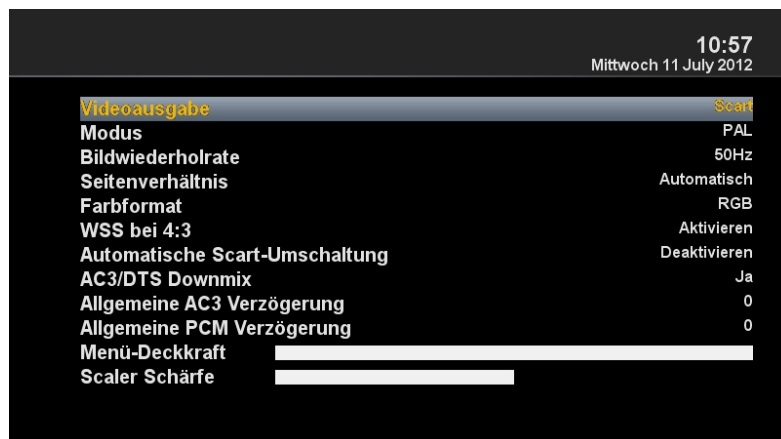 10:57
Mittwoch 11 July 2012
Videoausgabe Scart
Modus PAL
Bildwiederholrate 50Hz
Seitenverhältnis Automatisch
Farbformat RGB
WSS bei 4:3 Aktivieren
Automatische Scart-Umschaltung Deaktivieren
AC3/DTS Downmix Ja
Allgemeine AC3 Verzögerung 0
Allgemeine PCM Verzögerung 0
Menü-Deckkraft
Scaler Schärfe